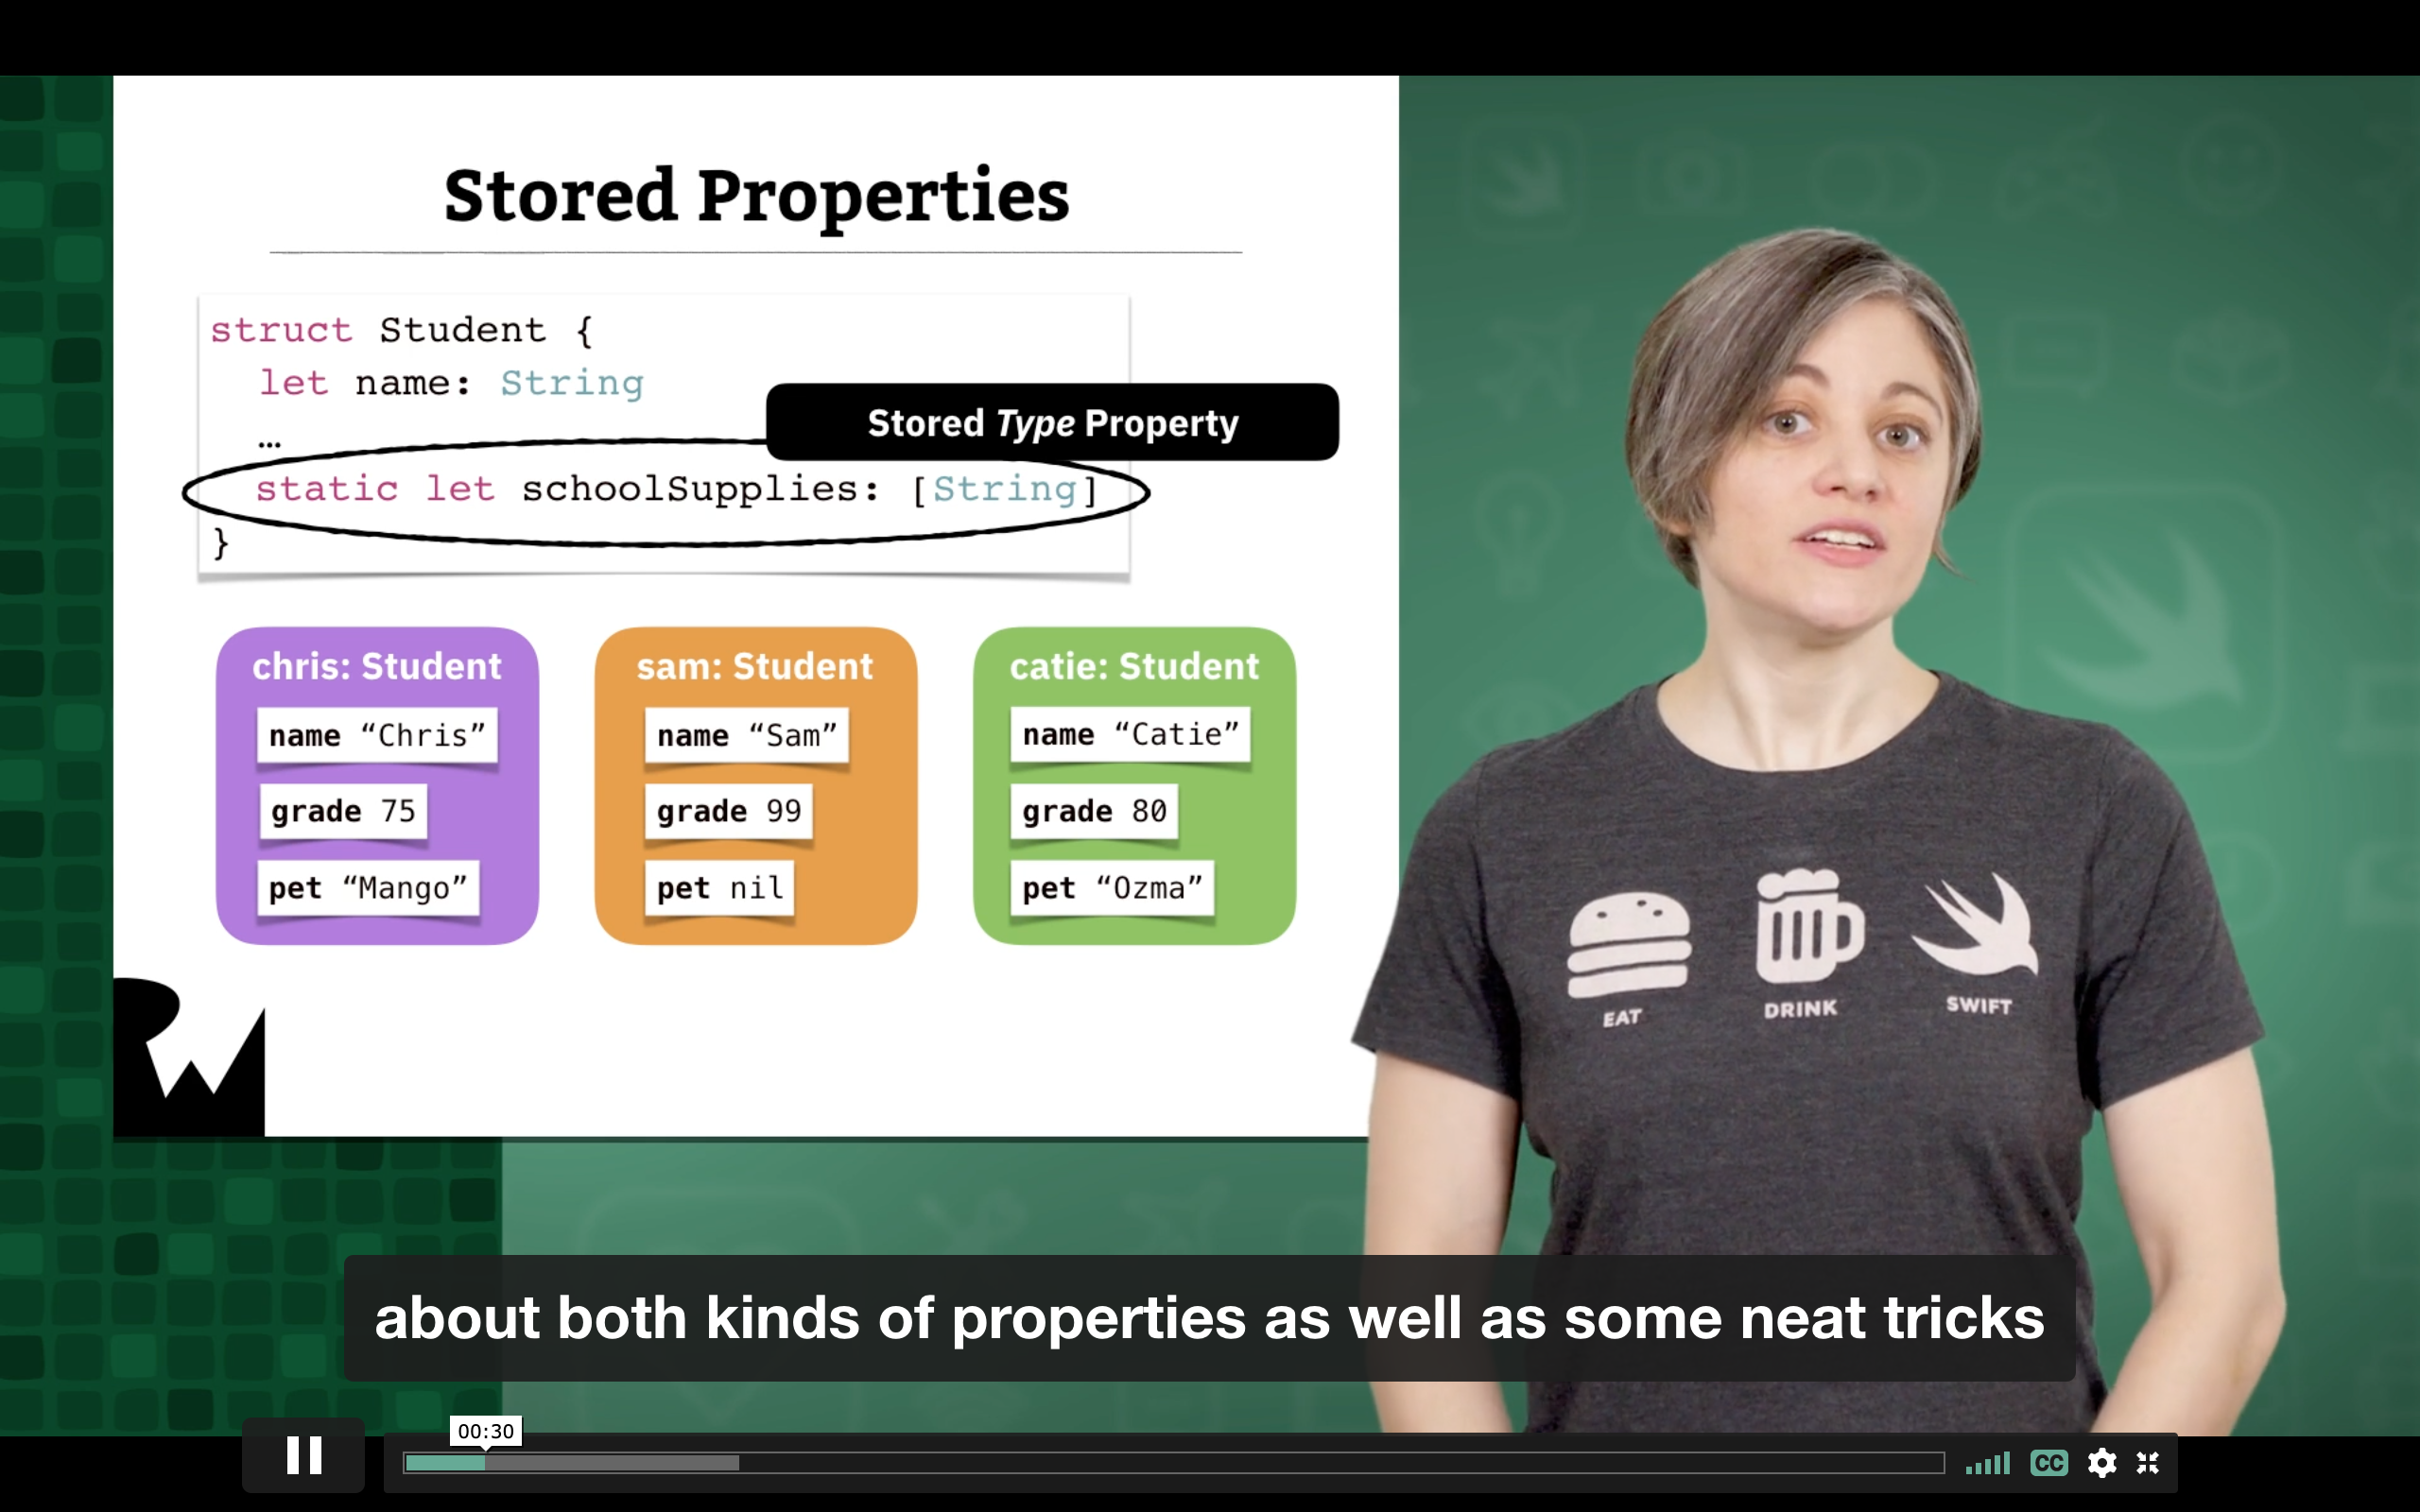 Stored Properties
struct Student {
let name: String
…
Stored Type Property
static let schoolSupplies: [String]
}
chris: Student
name “Chris”
grade 75
pet “Mango”
sam: Student
name “Sam”
grade 99
pet nil
catie: Student
name “Catie”
grade 80
pet “Ozma”
EAT
DRINK
SWIFT
about both kinds of properties as well as some neat tricks
00:30
CC